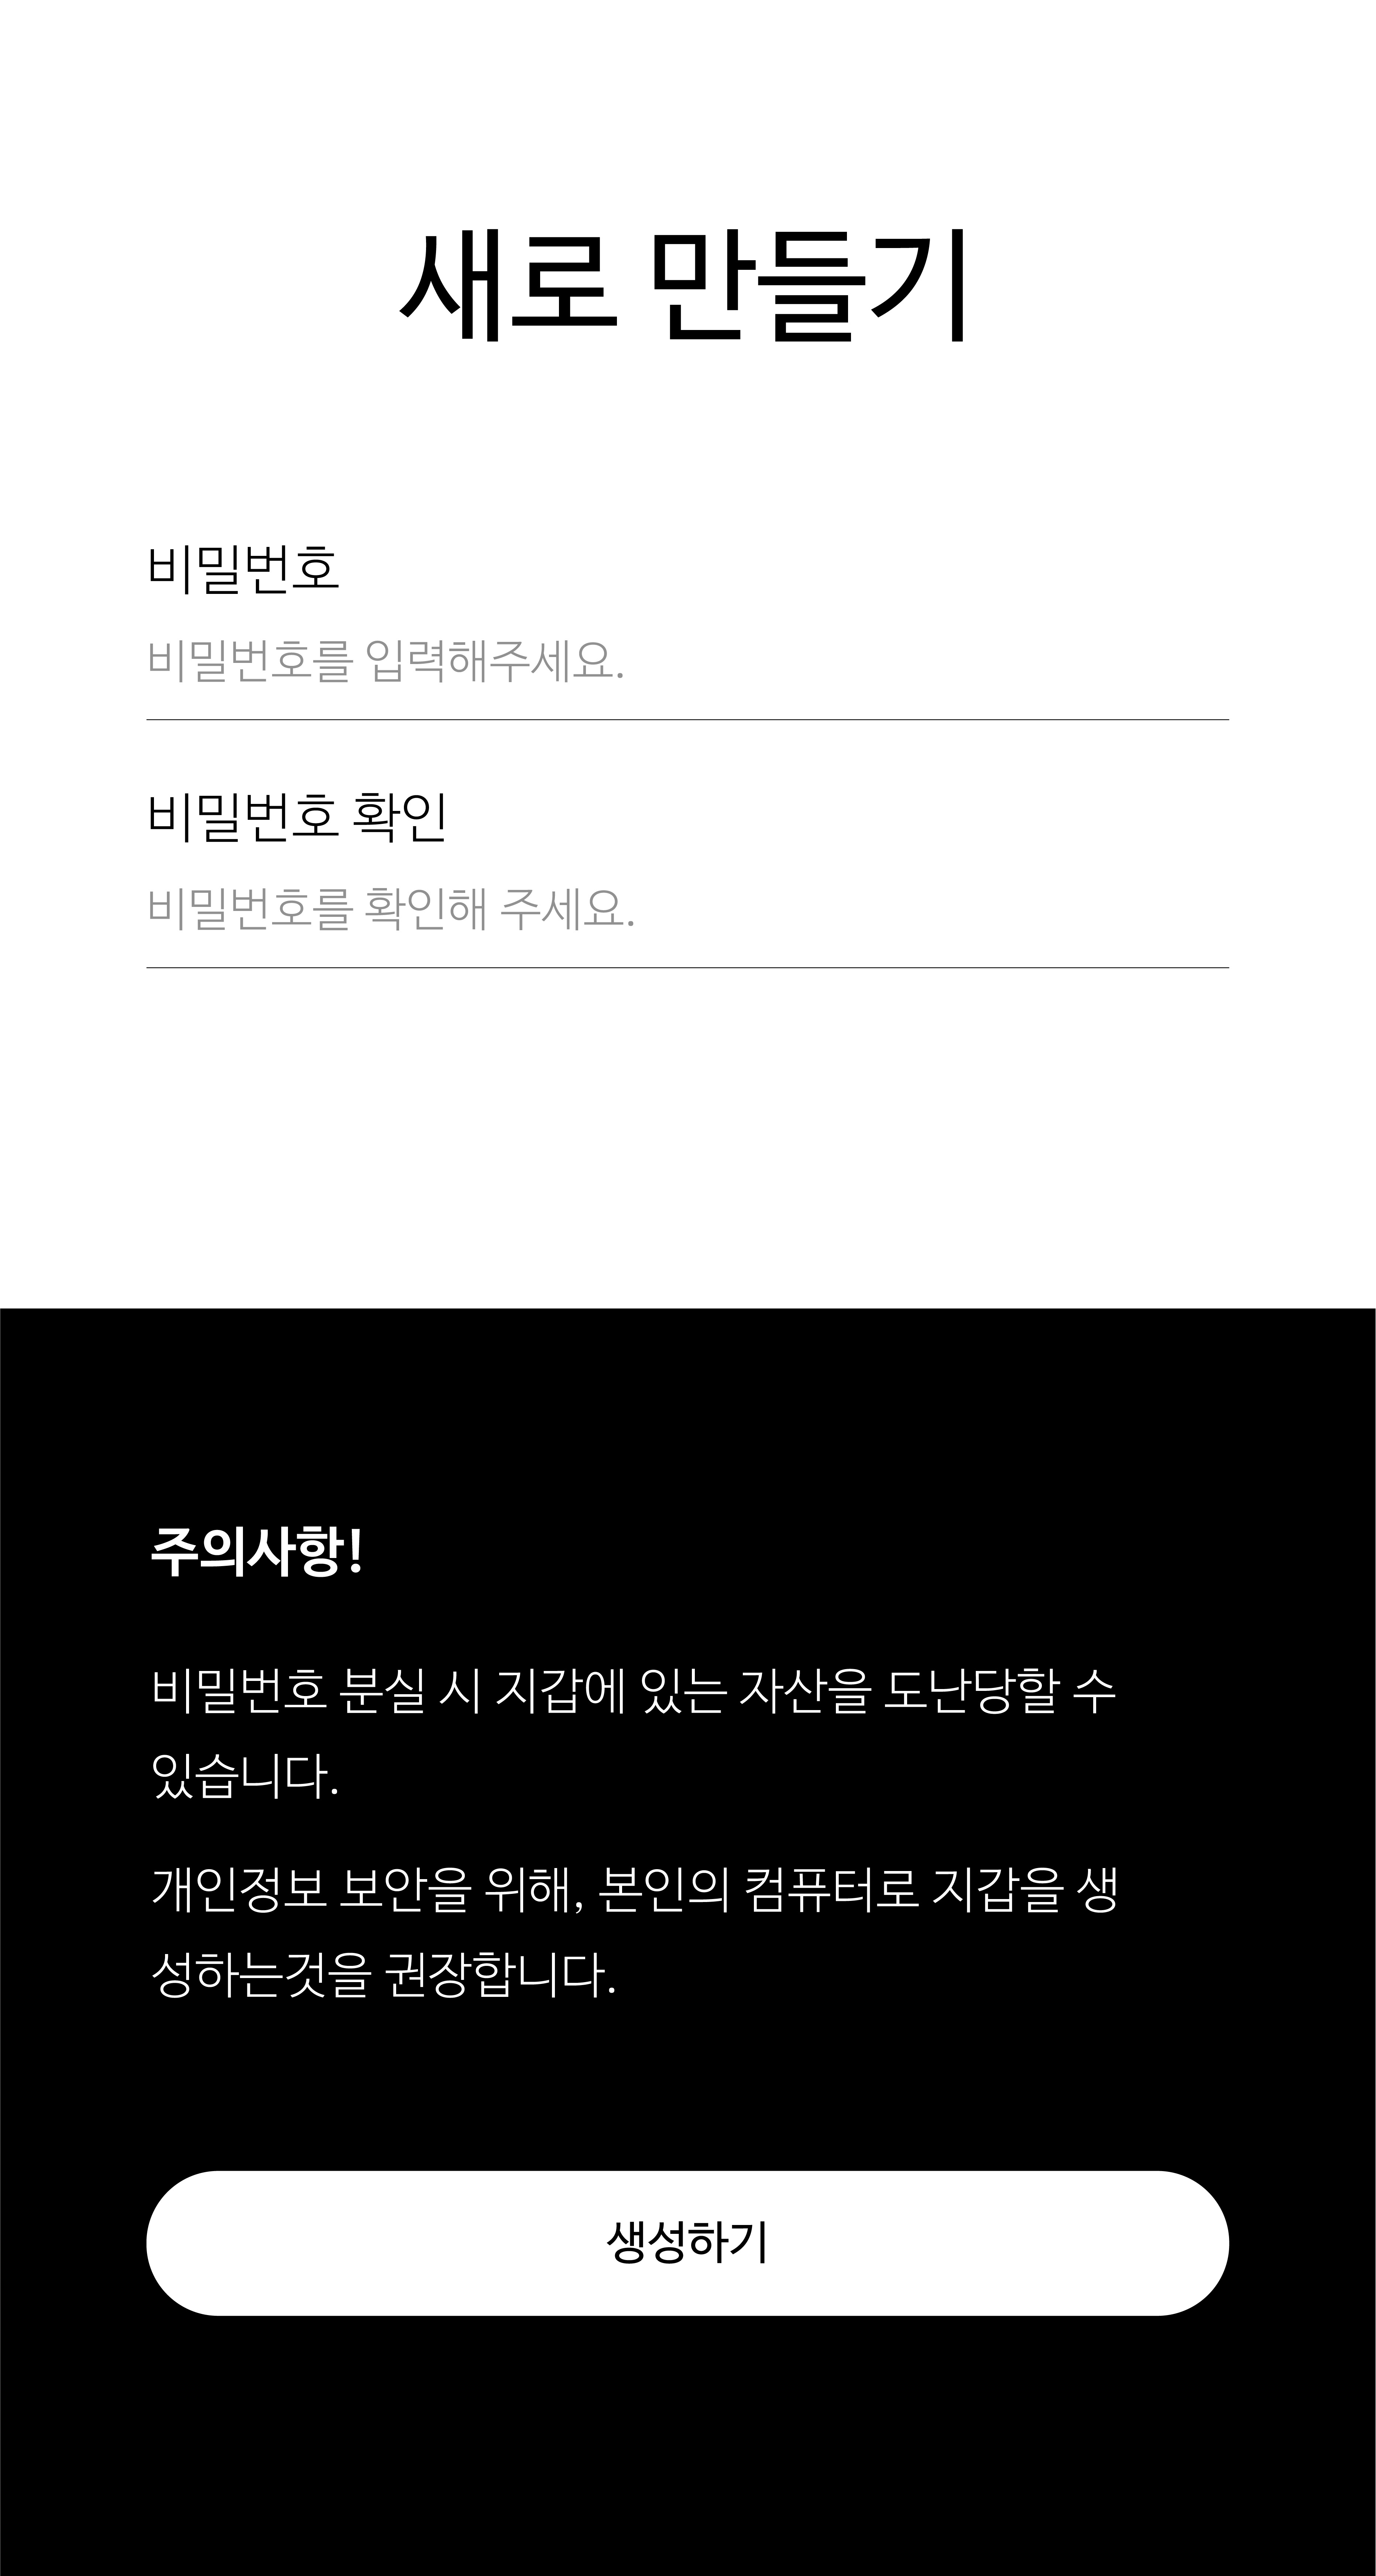 새로 만들기
비밀번호
비밀번호를 입력해주세요.
비밀번호 확인
비밀번호를 확인해 주세요.
주의사항!
비밀번호 분실 시 지갑에 있는 자산을 도난당할 수
있습니다.
개인정보 보안을 위해, 본인의 컴퓨터로 지갑을 생
성하는것을 권장합니다.
생성하기